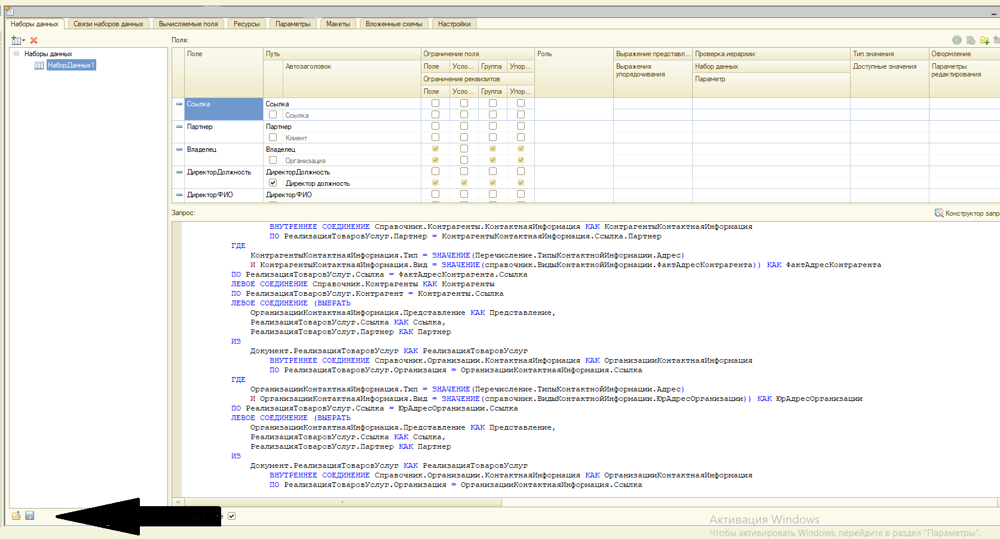 Наборы данных Связи наборов данных Вычисляемые поля Ресурсы Параметры Макеты Вложенные схемы Настройки
Поля:
Наборы данных
НаборДанных1
Поле Путь Ограничение поля Роль Выражение представл... Проверка иерархии: Тип значения Оформление
Автозаголовок Поле Усло... Группа Упор... Выражения упорядочивания Набор данных Доступные значения Параметры редактирования
Ограничение реквизитов Параметр
Поле Усло... Группа Упор...
Ссылка Ссылка
Ссылка
Партнер Партнер
Клиент
Владелец Владелец
Организация
ДиректорДолжность ДиректорДолжность
Директор должность
ДиректорФИО ДиректорФИО
Запрос:
Конструктор запр
ВНУТРЕННЕЕ СОЕДИНЕНИЕ Справочник.Контрагенты.КонтактнаяИнформация КАК КонтрагентыКонтактнаяИнформация
ПО РеализацияТоваровУслуг.Партнер = КонтрагентыКонтактнаяИнформация.Ссылка.Партнер
ГДЕ
КонтрагентыКонтактнаяИнформация.Тип = ЗНАЧЕНИЕ(Перечисление.ТипыКонтактнойИнформации.Адрес)
И КонтрагентыКонтактнаяИнформация.Вид = ЗНАЧЕНИЕ(справочник.ВидыКонтактнойИнформации.ФактАдресКонтрагента)) КАК ФактАдресКонтрагента
ПО РеализацияТоваровУслуг.Ссылка = ФактАдресКонтрагента.Ссылка
ЛЕВОЕ СОЕДИНЕНИЕ Справочник.Контрагенты КАК Контрагенты
ПО РеализацияТоваровУслуг.Контрагент = Контрагенты.Ссылка
ЛЕВОЕ СОЕДИНЕНИЕ (ВЫБРАТЬ
ОрганизацииКонтактнаяИнформация.Представление КАК Представление,
РеализацияТоваровУслуг.Ссылка КАК Ссылка,
РеализацияТоваровУслуг.Партнер КАК Партнер
ИЗ
Документ.РеализацияТоваровУслуг КАК РеализацияТоваровУслуг
ВНУТРЕННЕЕ СОЕДИНЕНИЕ Справочник.Организации.КонтактнаяИнформация КАК ОрганизацииКонтактнаяИнформация
ПО РеализацияТоваровУслуг.Организация = ОрганизацииКонтактнаяИнформация.Ссылка
ГДЕ
ОрганизацииКонтактнаяИнформация.Тип = ЗНАЧЕНИЕ(Перечисление.ТипыКонтактнойИнформации.Адрес)
И ОрганизацииКонтактнаяИнформация.Вид = ЗНАЧЕНИЕ(справочник.ВидыКонтактнойИнформации.ЮрАдресОрганизации)) КАК ЮрАдресОрганизации
ПО РеализацияТоваровУслуг.Ссылка = ЮрАдресОрганизации.Ссылка
ЛЕВОЕ СОЕДИНЕНИЕ (ВЫБРАТЬ
ОрганизацииКонтактнаяИнформация.Представление КАК Представление,
РеализацияТоваровУслуг.Ссылка КАК Ссылка,
РеализацияТоваровУслуг.Партнер КАК Партнер
ИЗ
Документ.РеализацияТоваровУслуг КАК РеализацияТоваровУслуг
ВНУТРЕННЕЕ СОЕДИНЕНИЕ Справочник.Организации.КонтактнаяИнформация КАК ОрганизацииКонтактнаяИнформация
ПО РеализацияТоваровУслуг.Организация = ОрганизацииКонтактнаяИнформация.Ссылка
Активация Windows
Чтобы активировать Windows, перейдите в раздел "Параметры".